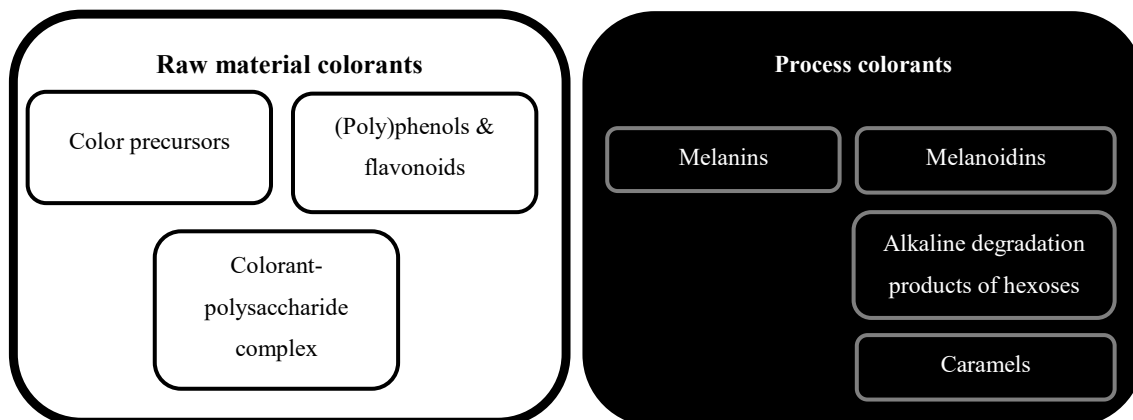 Raw material colorants
Color precursors
(Poly)phenols &
flavonoids
Colorant-
polysaccharide
complex
Process colorants
Melanins
Melanoidins
Alkaline degradation
products of hexoses
Caramels